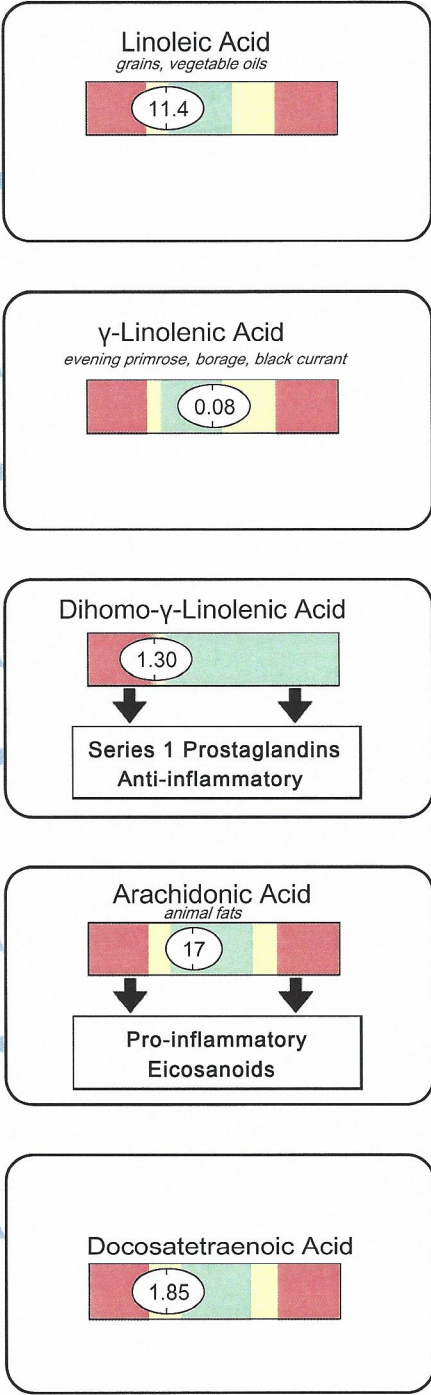 Linoleic Acid
grains, vegetable oils
11.4
γ-Linolenic Acid
evening primrose, borage, black currant
0.08
Dihomo-γ-Linolenic Acid
1.30
Series 1 Prostaglandins
Anti-inflammatory
Arachidonic Acid
animal fats
17
Pro-inflammatory
Eicosanoids
Docosatetraenoic Acid
1.85